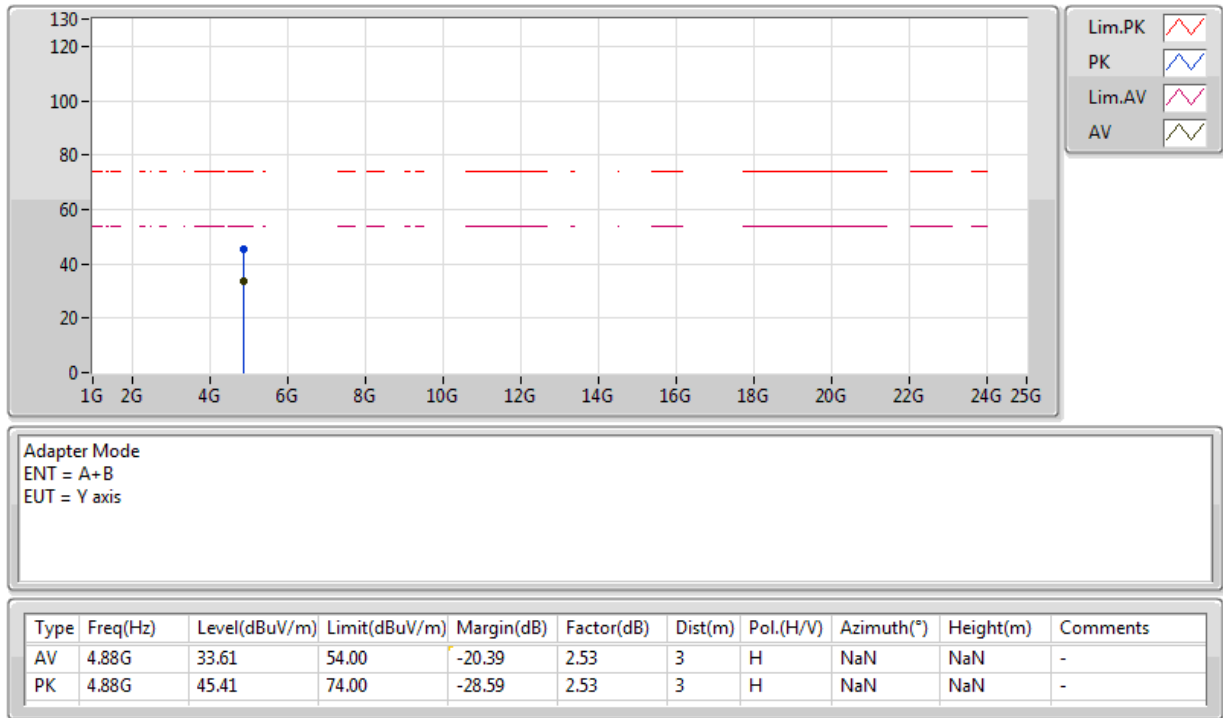 130
120
100
80
60
40
20
0
1G 2G 4G 6G 8G 10G 12G 14G 16G 18G 20G 22G 24G 25G
Lim.PK
PK
Lim.AV
AV
Adapter Mode
ENT = A+B
EUT = Y axis
Type Freq(Hz) Level(dBuV/m) Limit(dBuV/m) Margin(dB) Factor(dB) Dist(m) Pol.(H/V) Azimuth(°) Height(m) Comments
AV 4.88G 33.61 54.00 -20.39 2.53 3 H NaN NaN -
PK 4.88G 45.41 74.00 -28.59 2.53 3 H NaN NaN -